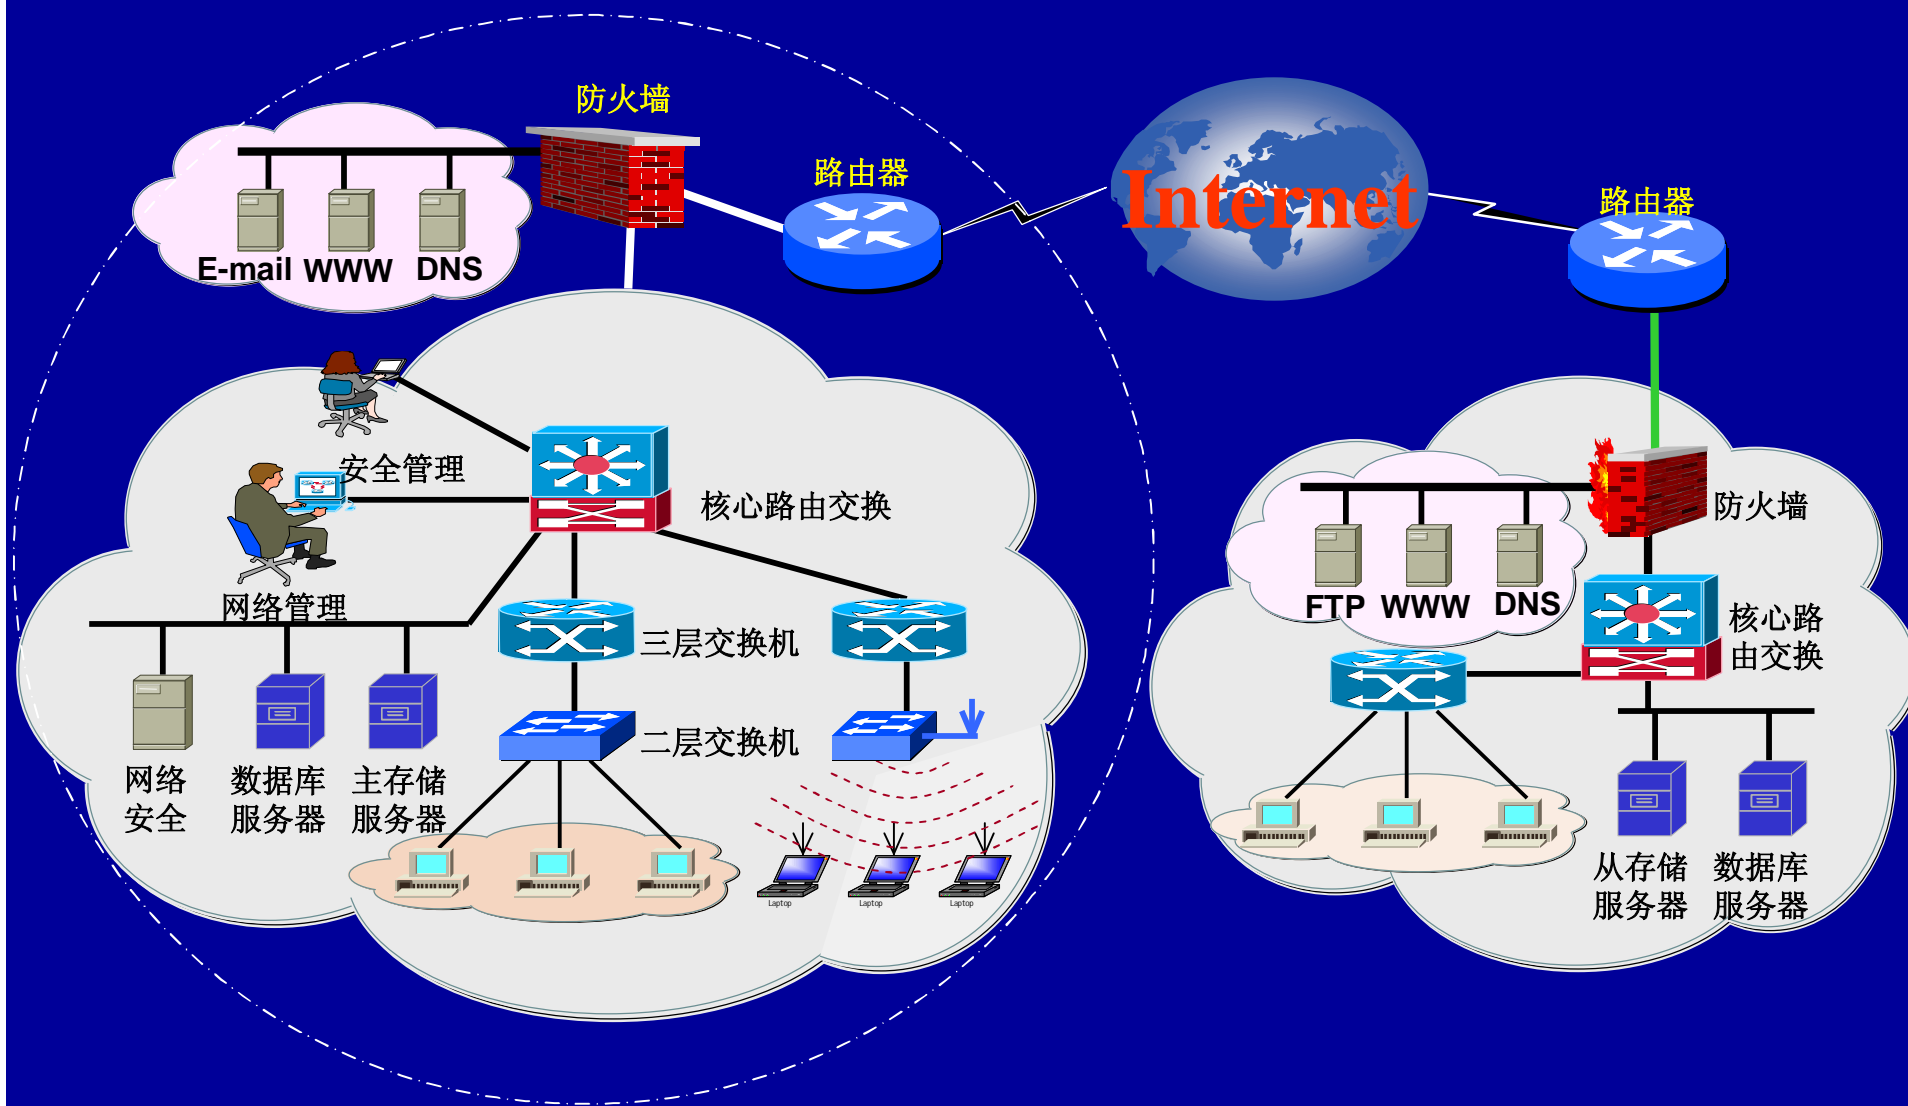 防火墙
路由器
Internet
路由器
E-mail WWW DNS
安全管理
核心路由交换
网络管理
三层交换机
二层交换机
网络
安全
数据库
服务器
主存储
服务器
Laptop
Laptop
Laptop
防火墙
FTP WWW DNS
核心路
由交换
从存储
服务器
数据库
服务器